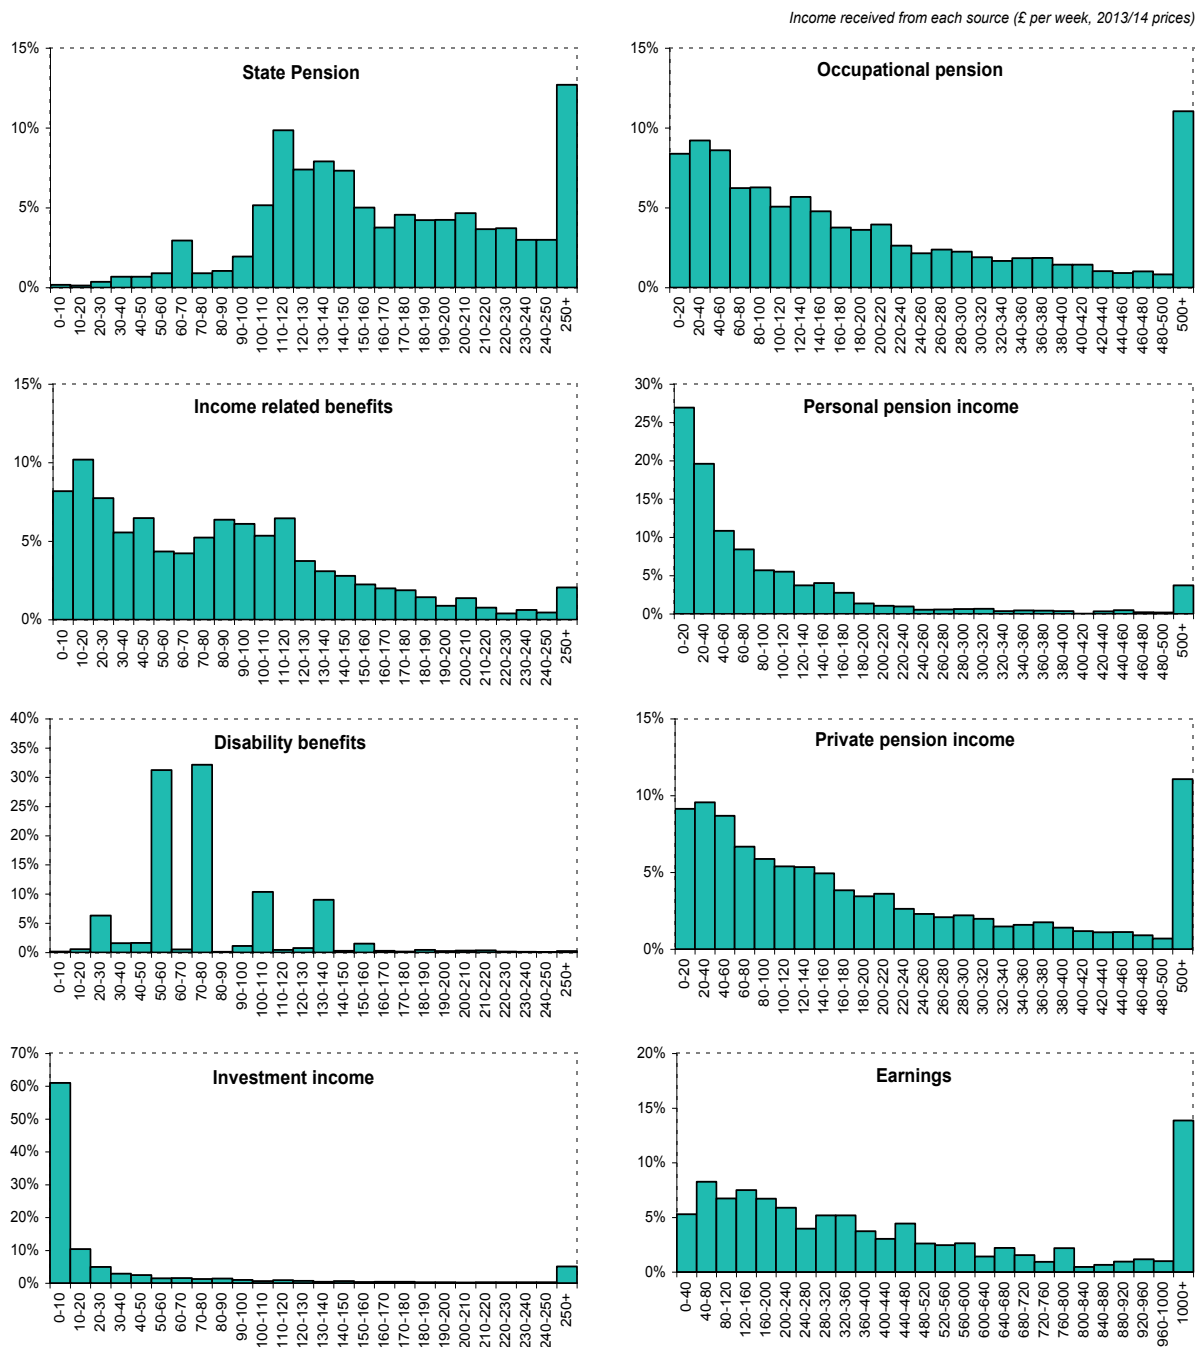 Income received from each source (£ per week, 2013/14 prices)
State Pension
15%
10%
5%
0%
0-10 10-20 20-30 30-40 40-50 50-60 60-70 70-80 80-90 90-100 100-110 110-120 120-130 130-140 140-150 150-160 160-170 170-180 180-190 190-200 200-210 210-220 220-230 230-240 240-250 250+
Occupational pension
15%
10%
5%
0%
0-20 20-40 40-60 60-80 80-100 100-120 120-140 140-160 160-180 180-200 200-220 220-240 240-260 260-280 280-300 300-320 320-340 340-360 360-380 380-400 400-420 420-440 440-460 460-480 480-500 500+
Income related benefits
15%
10%
5%
0%
0-10 10-20 20-30 30-40 40-50 50-60 60-70 70-80 80-90 90-100 100-110 110-120 120-130 130-140 140-150 150-160 160-170 170-180 180-190 190-200 200-210 210-220 220-230 230-240 240-250 250+
Personal pension income
30%
25%
20%
15%
10%
5%
0%
0-20 20-40 40-60 60-80 80-100 100-120 120-140 140-160 160-180 180-200 200-220 220-240 240-260 260-280 280-300 300-320 320-340 340-360 360-380 380-400 400-420 420-440 440-460 460-480 480-500 500+
Disability benefits
40%
35%
30%
25%
20%
15%
10%
5%
0%
0-10 10-20 20-30 30-40 40-50 50-60 60-70 70-80 80-90 90-100 100-110 110-120 120-130 130-140 140-150 150-160 160-170 170-180 180-190 190-200 200-210 210-220 220-230 230-240 240-250 250+
Private pension income
15%
10%
5%
0%
0-20 20-40 40-60 60-80 80-100 100-120 120-140 140-160 160-180 180-200 200-220 220-240 240-260 260-280 280-300 300-320 320-340 340-360 360-380 380-400 400-420 420-440 440-460 460-480 480-500 500+
Investment income
70%
60%
50%
40%
30%
20%
10%
0%
0-10 10-20 20-30 30-40 40-50 50-60 60-70 70-80 80-90 90-100 100-110 110-120 120-130 130-140 140-150 150-160 160-170 170-180 180-190 190-200 200-210 210-220 220-230 230-240 240-250 250+
Earnings
20%
15%
10%
5%
0%
0-40 40-80 80-120 120-160 160-200 200-240 240-280 280-320 320-360 360-400 400-440 440-480 480-520 520-560 560-600 600-640 640-680 680-720 720-760 760-800 800-840 840-880 880-920 920-960 960-1000 1000+